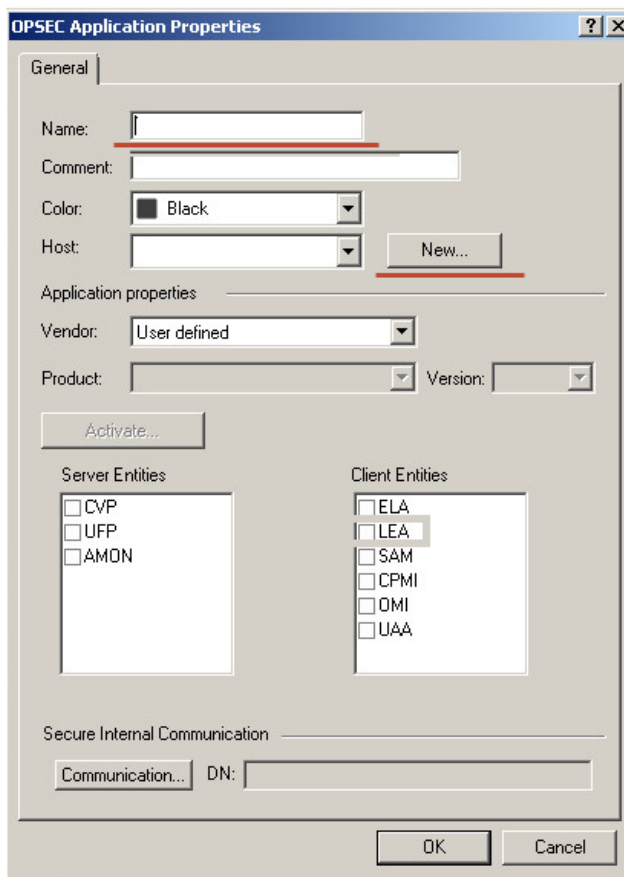 OPSEC Application Properties
General
Name:
Comment:
Color: Black
Host: New...
Application properties
Vendor: User defined
Product: Version:
Activate...
Server Entities Client Entities
CVP ELA
UFP LEA
AMON SAM
CPMI
OMI
UAA
Secure Internal Communication
Communication... DN:
OK Cancel